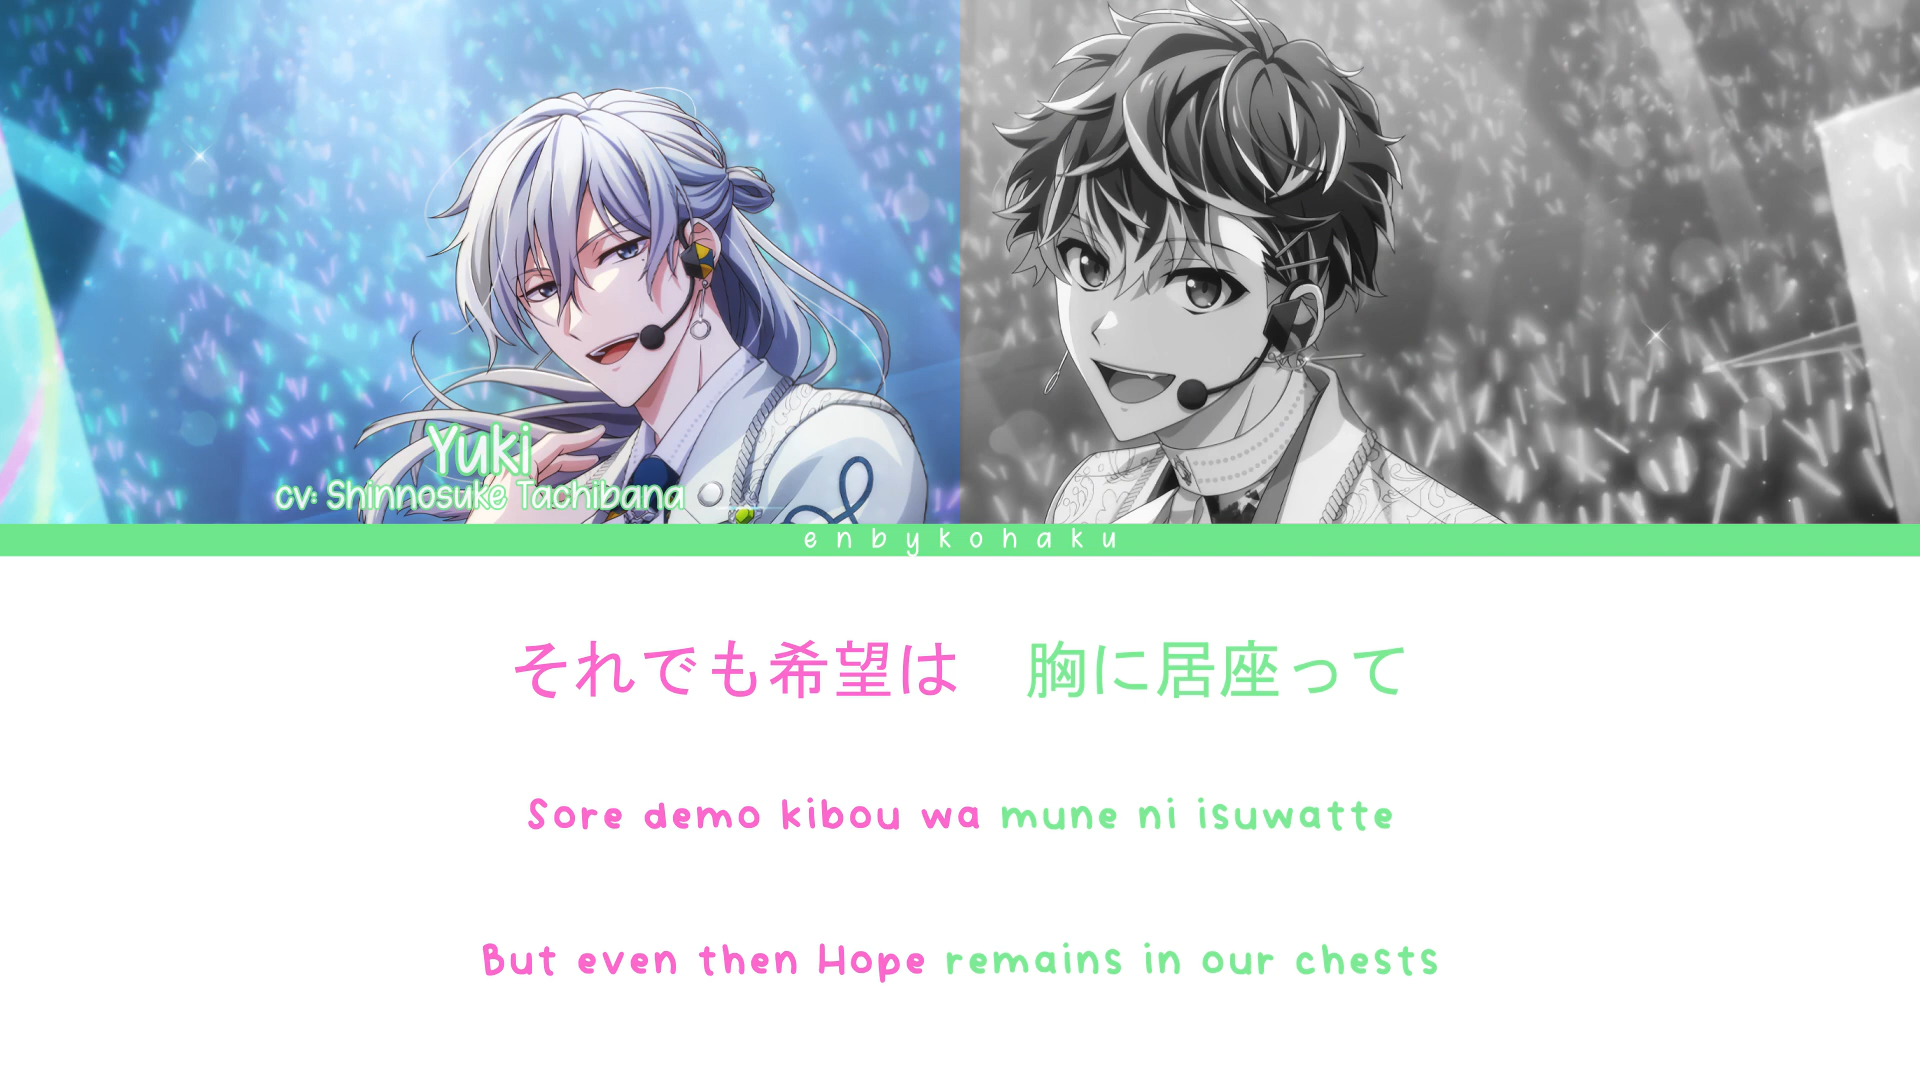 Yuki
cv: Shinnosuke Tachibana
enbykohaku
それでも希望は　胸に居座って
Sore demo kibou wa mune ni isuwatte
But even then Hope remains in our chests